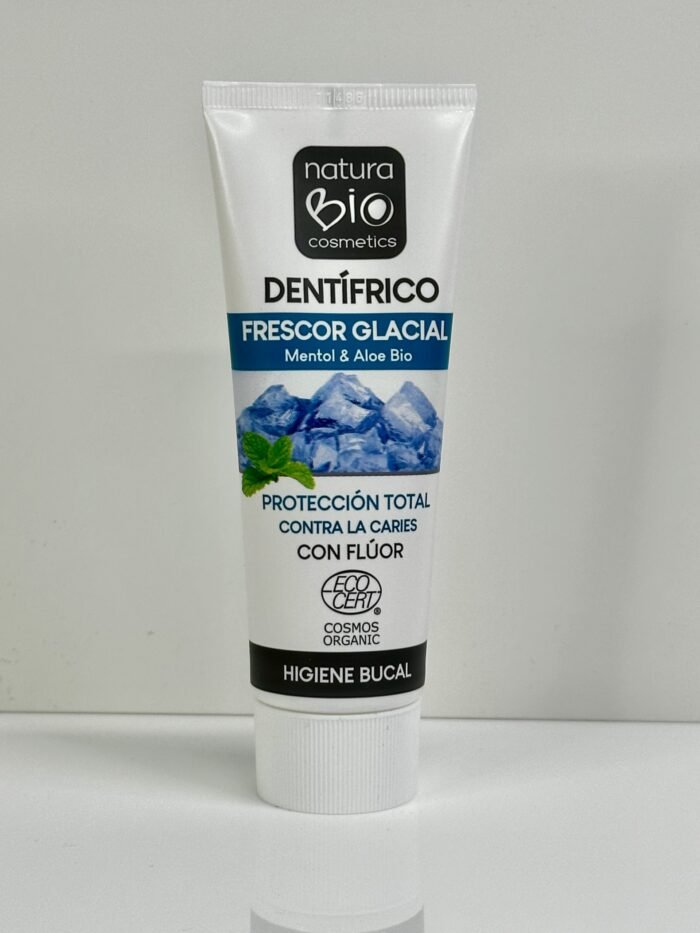 natura
BiO
cosmetics
DENTÍFRICO
FRESCOR GLACIAL
Mentol & Aloe Bio
PROTECCIÓN TOTAL
CONTRA LA CARIES
CON FLÚOR
ECO
CERT®
COSMOS
ORGANIC
HIGIENE BUCAL